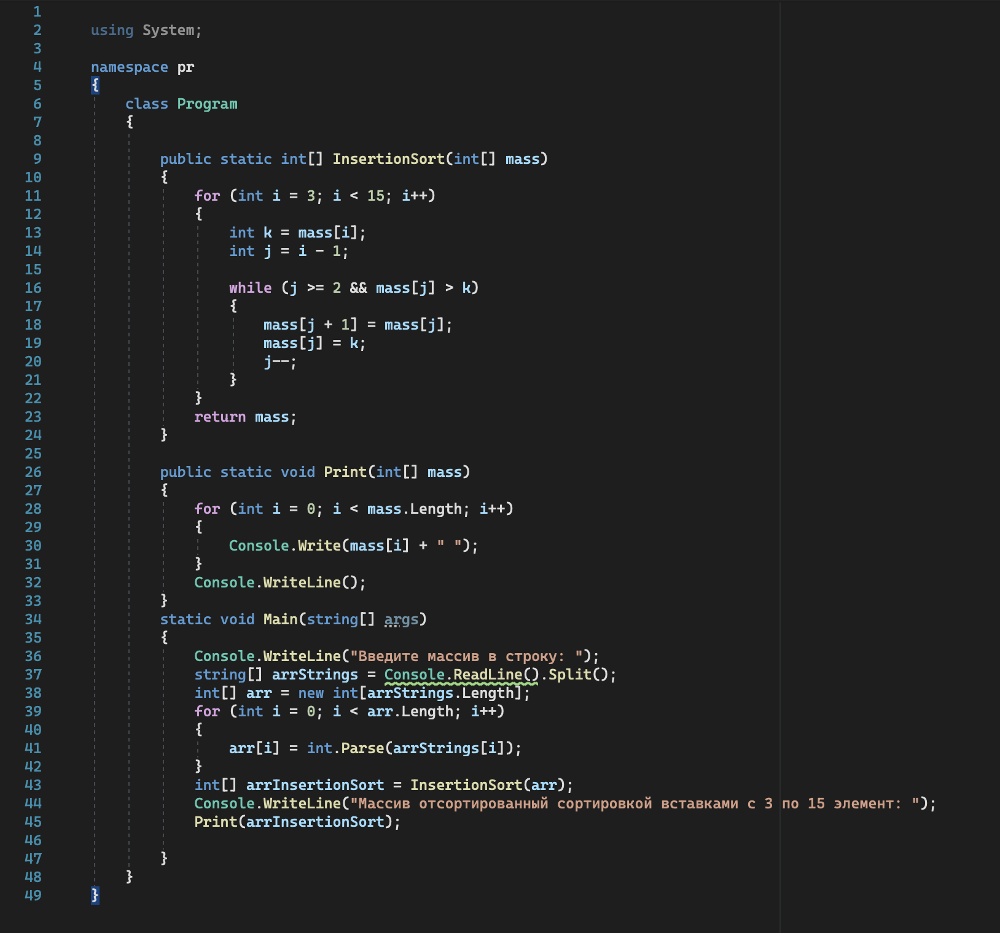 1
2 using System;
3
4 namespace pr
5 {
6 class Program
7 {
8
9 public static int[] InsertionSort(int[] mass)
10 {
11 for (int i = 3; i < 15; i++)
12 {
13 int k = mass[i];
14 int j = i - 1;
15
16 while (j >= 2 && mass[j] > k)
17 {
18 mass[j + 1] = mass[j];
19 mass[j] = k;
20 j--;
21 }
22 }
23 return mass;
24 }
25
26 public static void Print(int[] mass)
27 {
28 for (int i = 0; i < mass.Length; i++)
29 {
30 Console.Write(mass[i] + " ");
31 }
32 Console.WriteLine();
33 }
34 static void Main(string[] args)
35 {
36 Console.WriteLine("Введите массив в строку: ");
37 string[] arrStrings = Console.ReadLine().Split();
38 int[] arr = new int[arrStrings.Length];
39 for (int i = 0; i < arr.Length; i++)
40 {
41 arr[i] = int.Parse(arrStrings[i]);
42 }
43 int[] arrInsertionSort = InsertionSort(arr);
44 Console.WriteLine("Массив отсортированный сортировкой вставками с 3 по 15 элемент: ");
45 Print(arrInsertionSort);
46
47 }
48 }
49 }